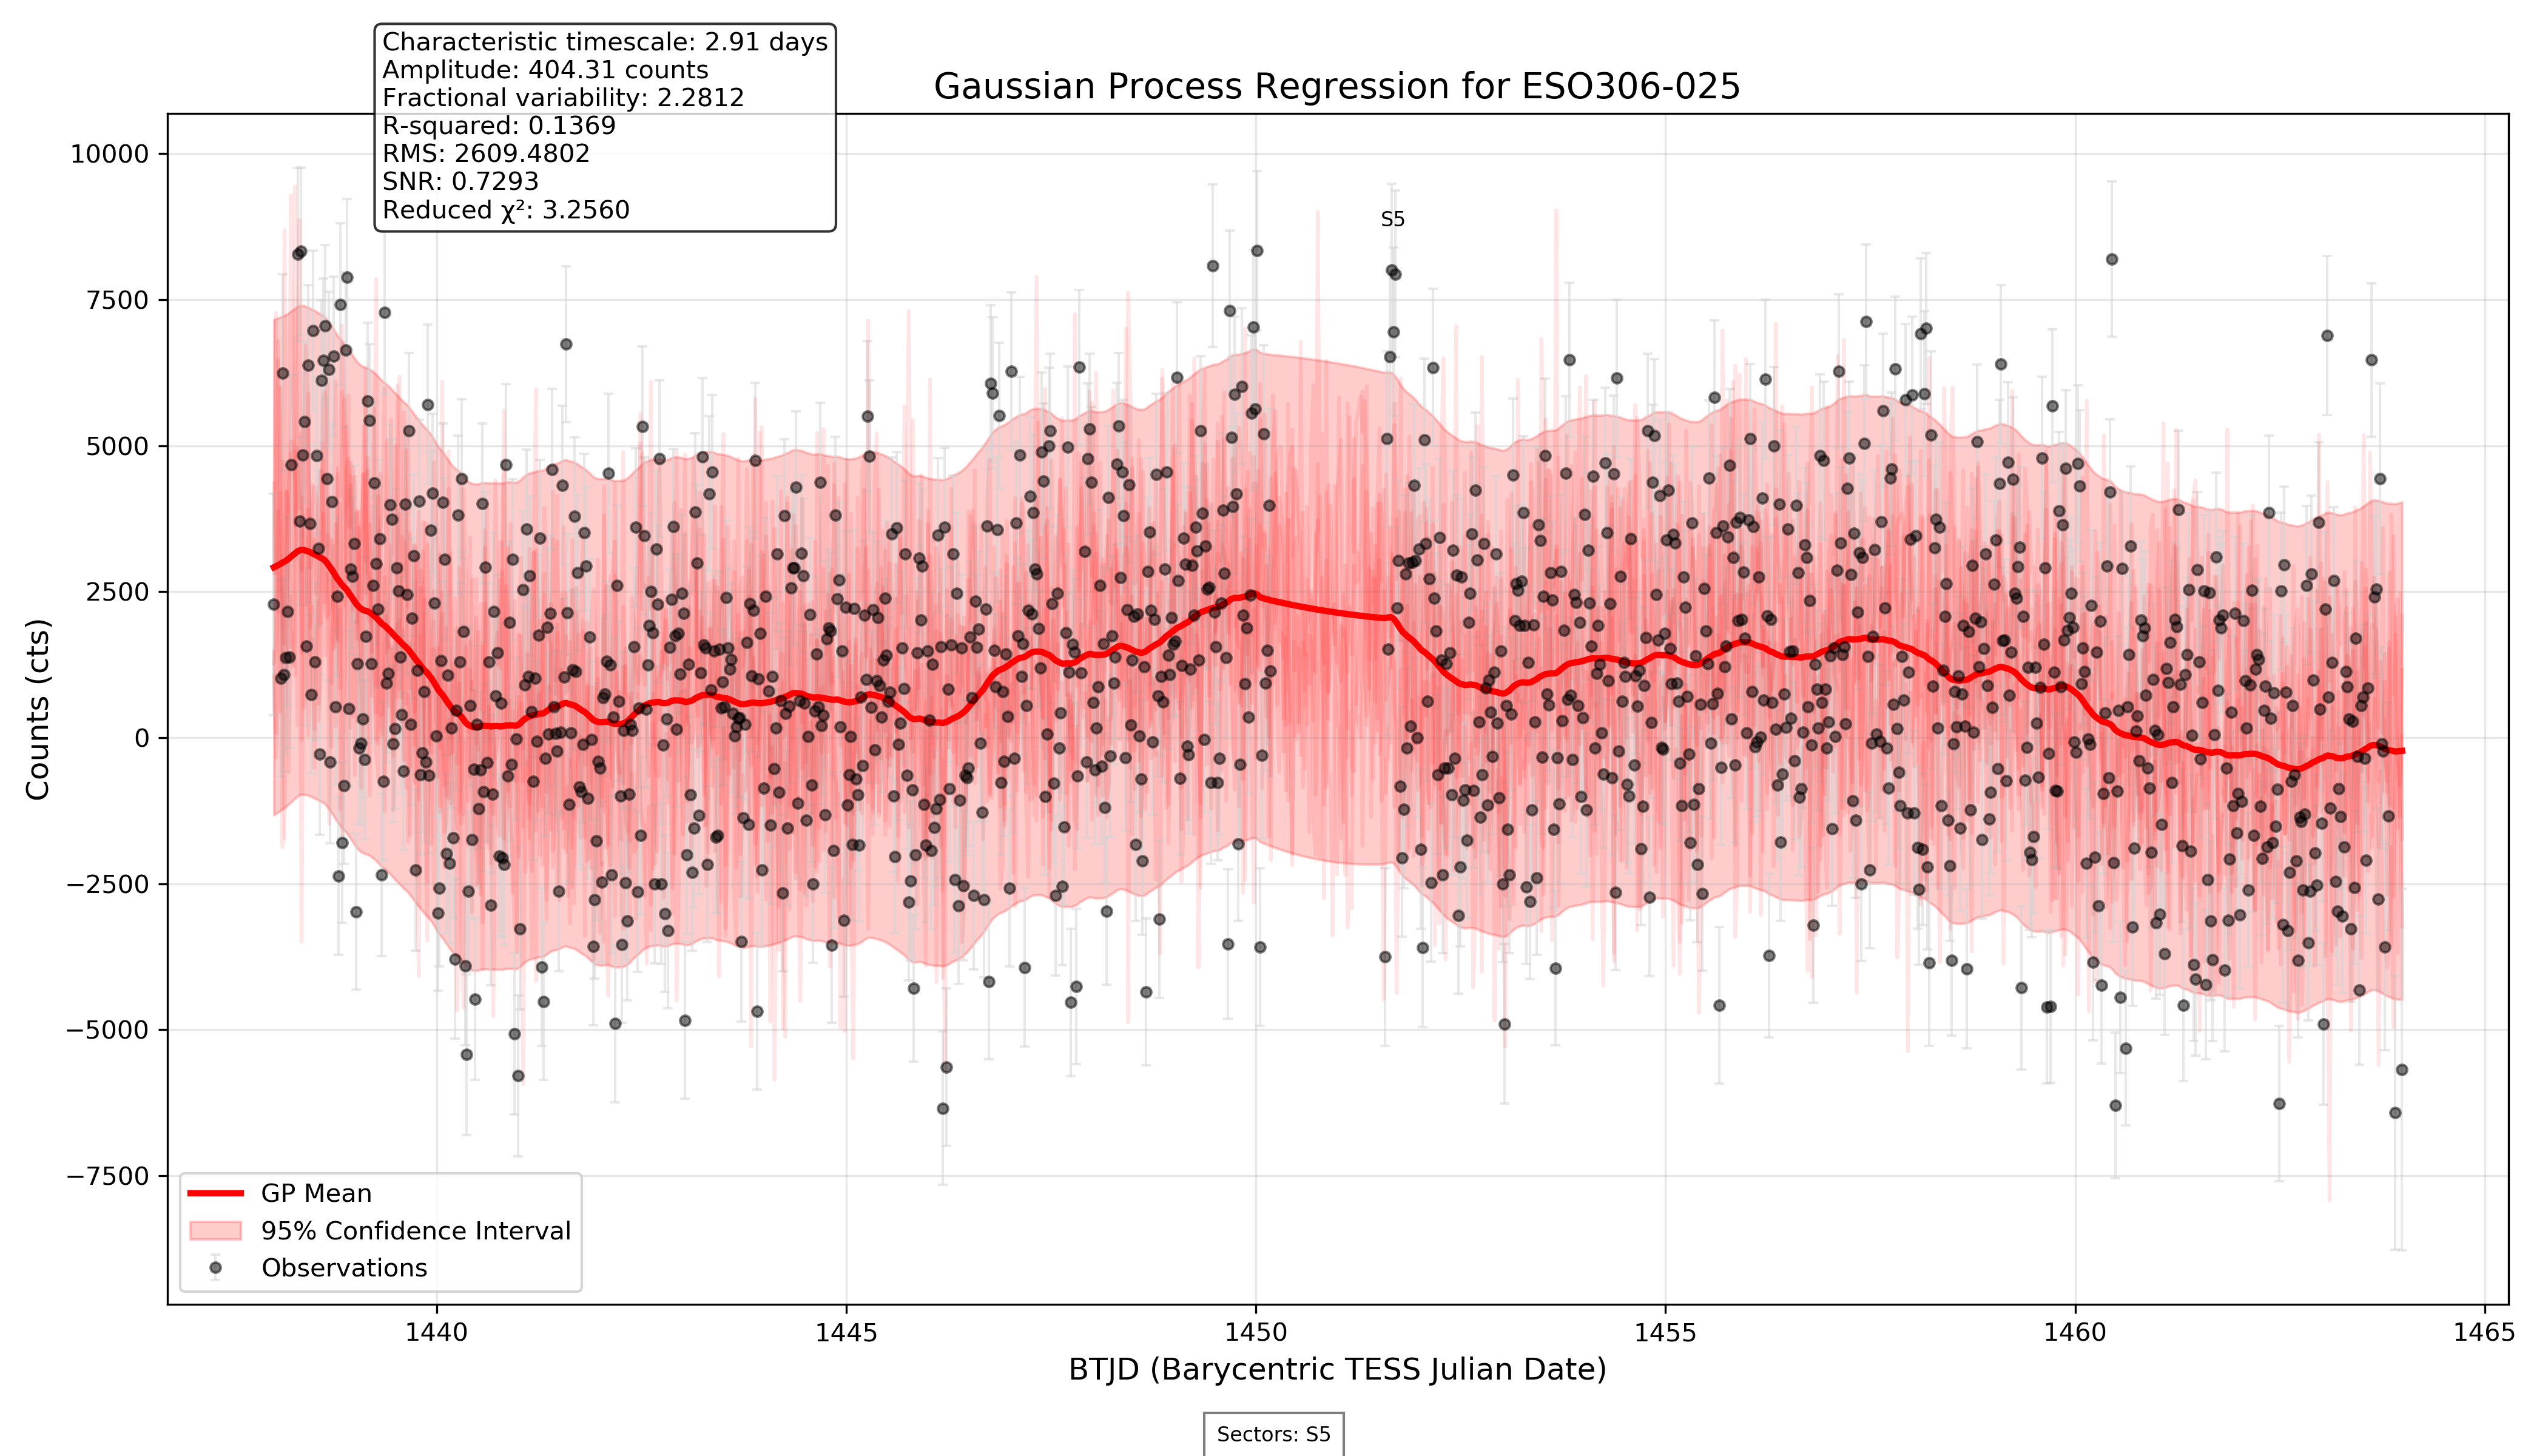 Characteristic timescale: 2.91 days
Amplitude: 404.31 counts
Fractional variability: 2.2812
R-squared: 0.1369
RMS: 2609.4802
SNR: 0.7293
Reduced χ²: 3.2560
Gaussian Process Regression for ESO306-025
Counts (cts)
10000
7500
5000
2500
0
−2500
−5000
−7500
S5
GP Mean
95% Confidence Interval
Observations
1440 1445 1450 1455 1460 1465
BTJD (Barycentric TESS Julian Date)
Sectors: S5